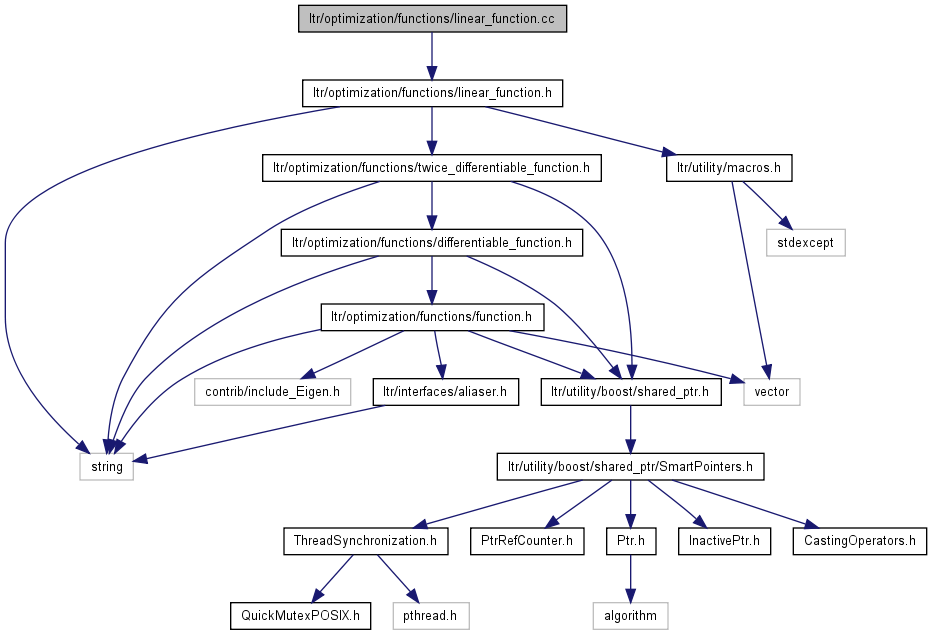 ltr/optimization/functions/linear_function.cc
ltr/optimization/functions/linear_function.h
ltr/optimization/functions/twice_differentiable_function.h
ltr/utility/macros.h
ltr/optimization/functions/differentiable_function.h
stdexcept
ltr/optimization/functions/function.h
contrib/include_Eigen.h
ltr/interfaces/aliaser.h
ltr/utility/boost/shared_ptr.h
vector
string
ltr/utility/boost/shared_ptr/SmartPointers.h
ThreadSynchronization.h
PtrRefCounter.h
Ptr.h
InactivePtr.h
CastingOperators.h
QuickMutexPOSIX.h
pthread.h
algorithm